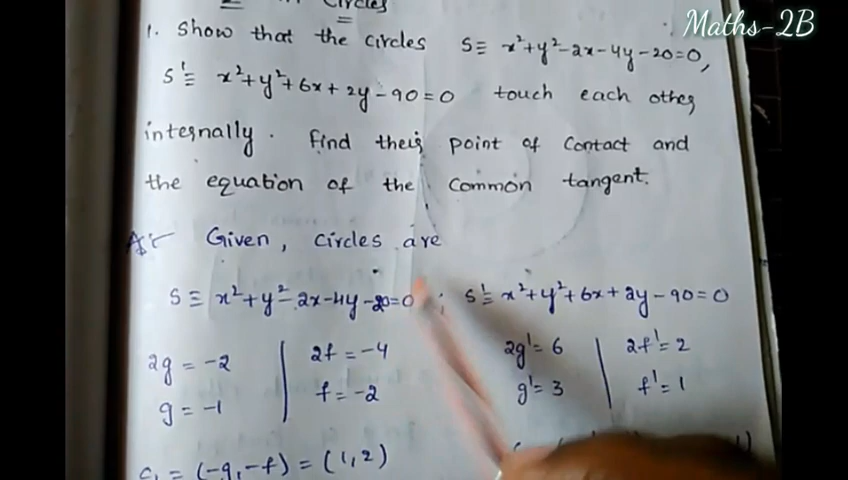 Circles
Maths-2B
1. Show that the circles S ≡ x²+y²-2x-4y-20=0,
S' ≡ x²+y²+6x+2y-90=0 touch each other
internally. Find their point of contact and
the equation of the common tangent.
Given, circles are
S ≡ x²+y²-2x-4y-20=0 ; S' ≡ x²+y²+6x+2y-90=0
2g = -2 | 2f = -4 2g' = 6 | 2f' = 2
g = -1 | f = -2 g' = 3 | f' = 1
C₁ = (-g,-f) = (1,2)